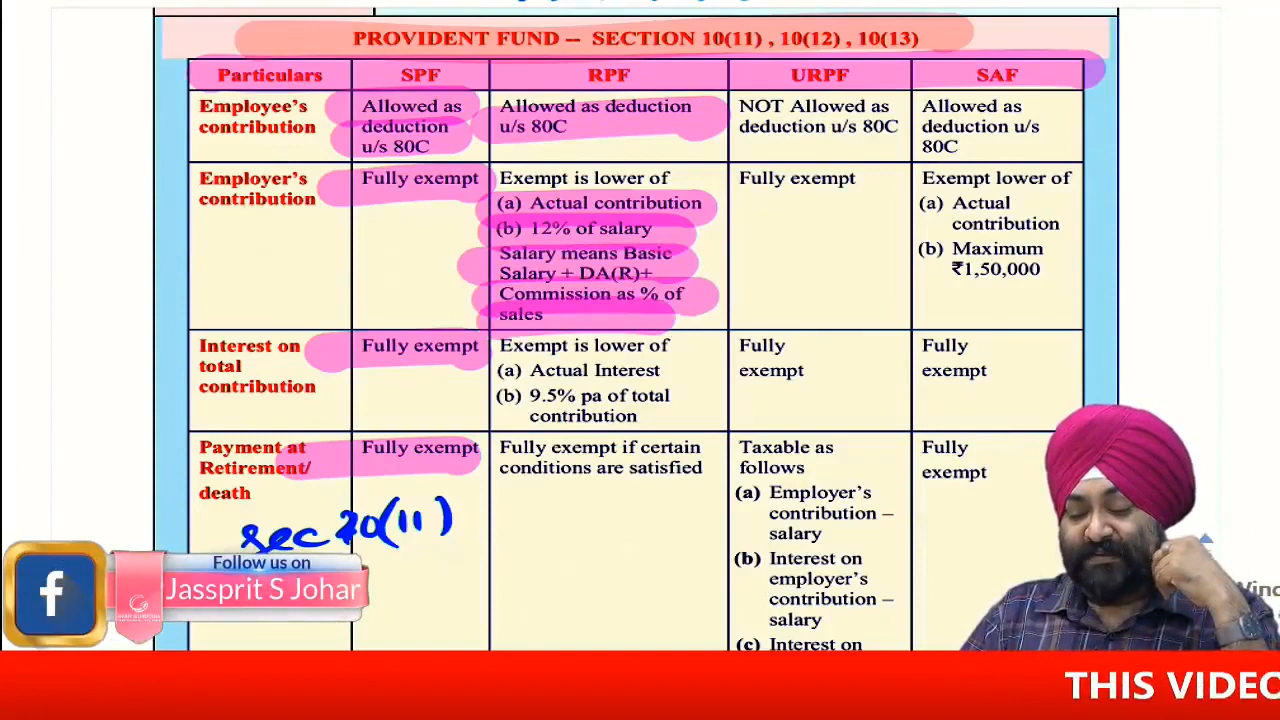 PROVIDENT FUND -- SECTION 10(11) , 10(12) , 10(13)
Particulars
SPF
RPF
URPF
SAF
Employee's
contribution
Allowed as
deduction
u/s 80C
Allowed as deduction
u/s 80C
NOT Allowed as
deduction u/s 80C
Allowed as
deduction u/s
80C
Employer's
contribution
Fully exempt
Exempt is lower of
(a) Actual contribution
(b) 12% of salary
Salary means Basic
Salary + DA(R)+
Commission as % of
sales
Fully exempt
Exempt lower of
(a) Actual
contribution
(b) Maximum
₹1,50,000
Interest on
total
contribution
Fully exempt
Exempt is lower of
(a) Actual Interest
(b) 9.5% pa of total
contribution
Fully
exempt
Fully
exempt
Payment at
Retirement/
death
Fully exempt
Fully exempt if certain
conditions are satisfied
Taxable as
follows
(a) Employer's
contribution –
salary
(b) Interest on
employer's
contribution –
salary
(c) Interest on
Fully
exempt
sec 10(11)
Follow us on
Jassprit S Johar
THIS VIDEO